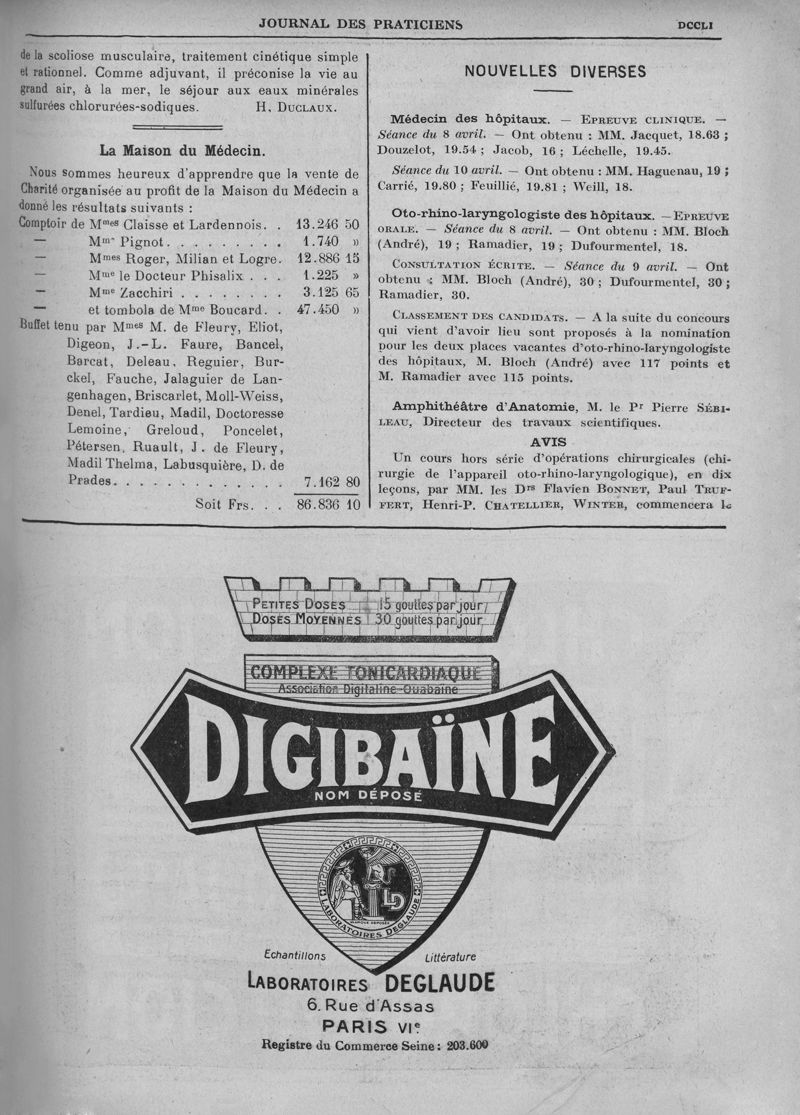 JOURNAL DES PRATICIENS
DCCLI
de la scoliose musculaire, traitement cinétique simple
et rationnel. Comme adjuvant, il préconise la vie au
grand air, à la mer, le séjour aux eaux minérales
sulfurées chlorurées-sodiques. H. DUCLAUX.
La Maison du Médecin.
Nous sommes heureux d'apprendre que la vente de
Charité organisée au profit de la Maison du Médecin a
donné les résultats suivants :
Comptoir de Mmes Claisse et Lardennois. . 13.246 50
— Mme Pignot. . . . . . . . . 1.740 »
— Mmes Roger, Milian et Logre. 12.886 15
— Mme le Docteur Phisalix . . . 1.225 »
— Mme Zacchiri . . . . . . . . 3.125 65
— et tombola de Mme Boucard. . 47.450 »
Buffet tenu par Mmes M. de Fleury, Eliot,
Digeon, J.-L. Faure, Bancel,
Barcat, Deleau, Reguier, Bur-
ckel, Fauche, Jalaguier de Lan-
genhagen, Briscarlet, Moll-Weiss,
Denel, Tardieu, Madil, Doctoresse
Lemoine, Greloud, Poncelet,
Pétersen, Ruault, J. de Fleury,
Madil Thelma, Labusquière, D. de
Prades. . . . . . . . . . . . . 7.162 80
Soit Frs. . . 86.836 10
NOUVELLES DIVERSES
Médecin des hôpitaux. — EPREUVE CLINIQUE. —
Séance du 8 avril. — Ont obtenu : MM. Jacquet, 18.63 ;
Douzelot, 19.54 ; Jacob, 16 ; Léchelle, 19.45.
Séance du 10 avril. — Ont obtenu : MM. Haguenau, 19 ;
Carrié, 19.80 ; Feuillié, 19.81 ; Weill, 18.
Oto-rhino-laryngologiste des hôpitaux. — EPREUVE
ORALE. — Séance du 8 avril. — Ont obtenu : MM. Bloch
(André), 19 ; Ramadier, 19 ; Dufourmentel, 18.
CONSULTATION ÉCRITE. — Séance du 9 avril. — Ont
obtenu : MM. Bloch (André), 30 ; Dufourmentel, 30 ;
Ramadier, 30.
CLASSEMENT DES CANDIDATS. — A la suite du concours
qui vient d'avoir lieu sont proposés à la nomination
pour les deux places vacantes d'oto-rhino-laryngologiste
des hôpitaux, M. Bloch (André) avec 117 points et
M. Ramadier avec 115 points.
Amphithéâtre d'Anatomie, M. le Pr Pierre SÉBI-
LEAU, Directeur des travaux scientifiques.
AVIS
Un cours hors série d'opérations chirurgicales (chi-
rurgie de l'appareil oto-rhino-laryngologique), en dix
leçons, par MM. les Drs Flavien BONNET, Paul TRUF-
FERT, Henri-P. CHATELLIER, WINTER, commencera le
PETITES DOSES 15 gouttes par jour
DOSES MOYENNES 30 gouttes par jour
COMPLEXE TONICARDIAQUE
Association Digitaline-Ouabaïne
DIGIBAÏNE
NOM DÉPOSÉ
LD
MARQUE DEPOSEE
LABORATOIRES DEGLAUDE
Echantillons
Littérature
LABORATOIRES DEGLAUDE
6. Rue d'Assas
PARIS VIe
Registre du Commerce Seine : 203.600